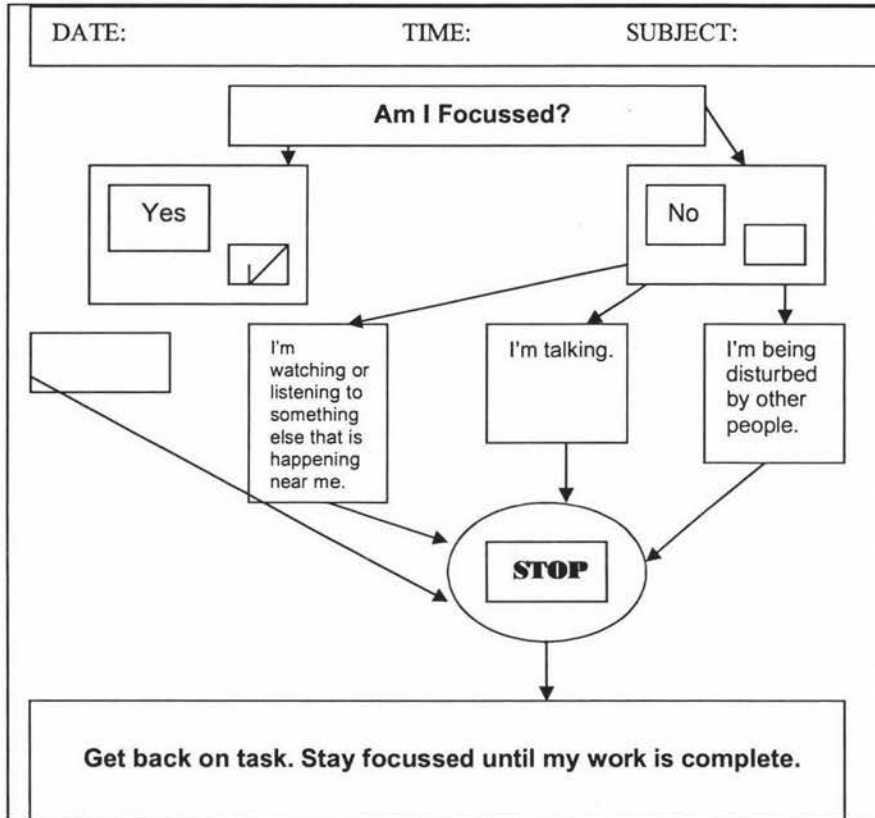 DATE: TIME: SUBJECT:
Am I Focussed?
Yes
No
I'm
watching or
listening to
something
else that is
happening
near me.
I'm talking.
I'm being
disturbed
by other
people.
STOP
Get back on task. Stay focussed until my work is complete.